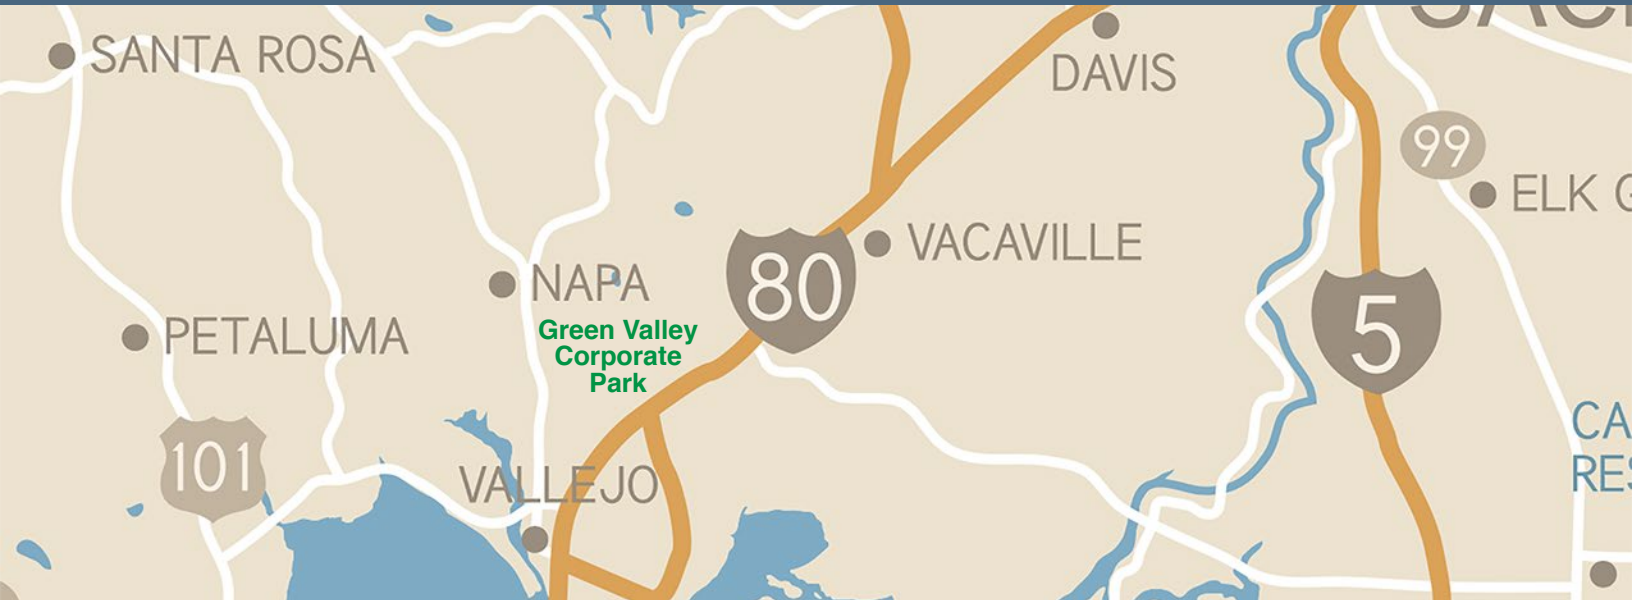 SANTA ROSA
DAVIS
99
ELK
VACAVILLE
80
NAPA
5
Green Valley
Corporate
Park
PETALUMA
101
VALLEJO